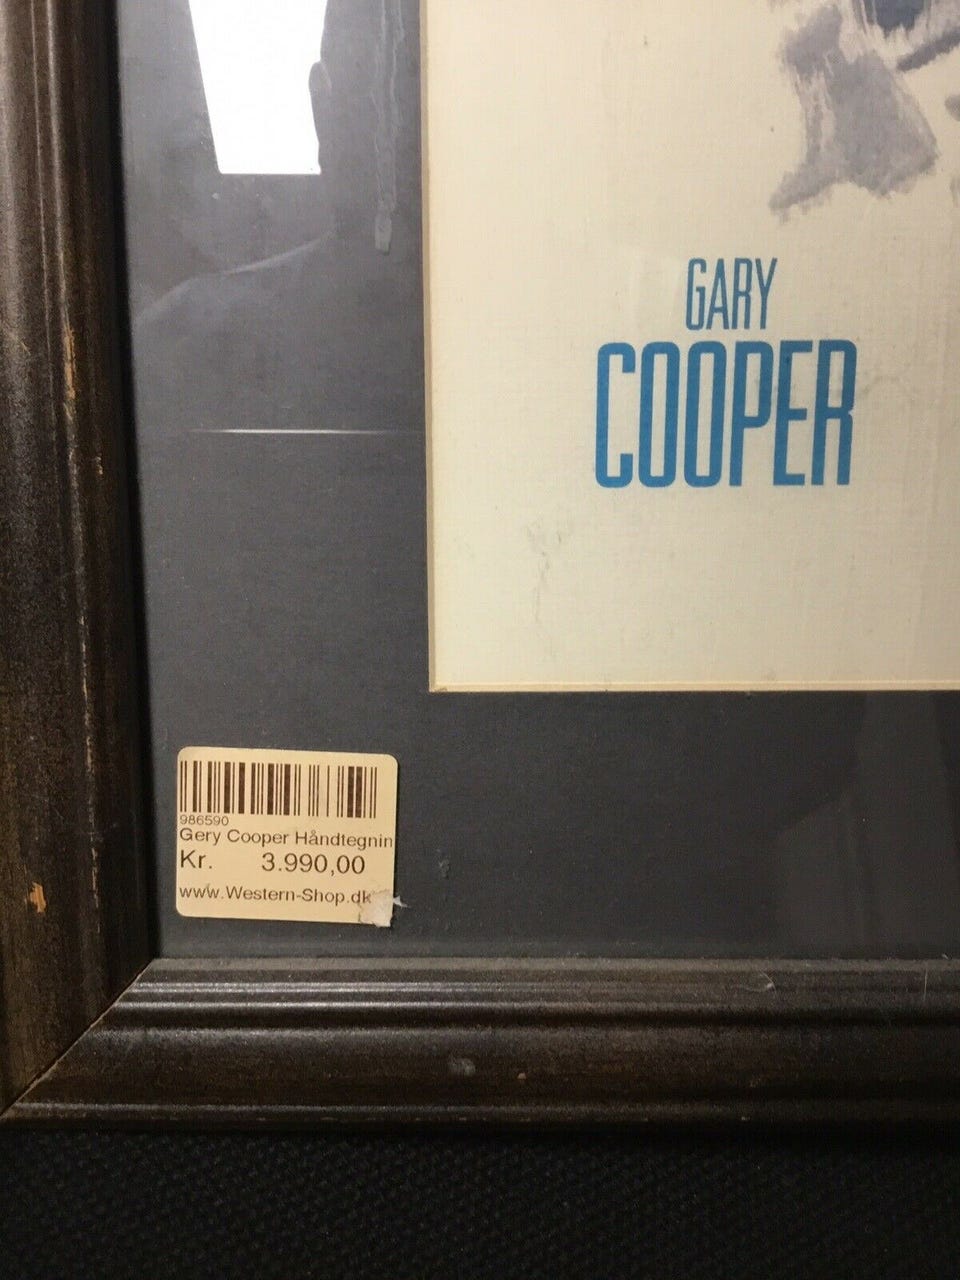 GARY
COOPER
986590
Gery Cooper Håndtegnin
Kr. 3.990,00
www.Western-Shop.dk